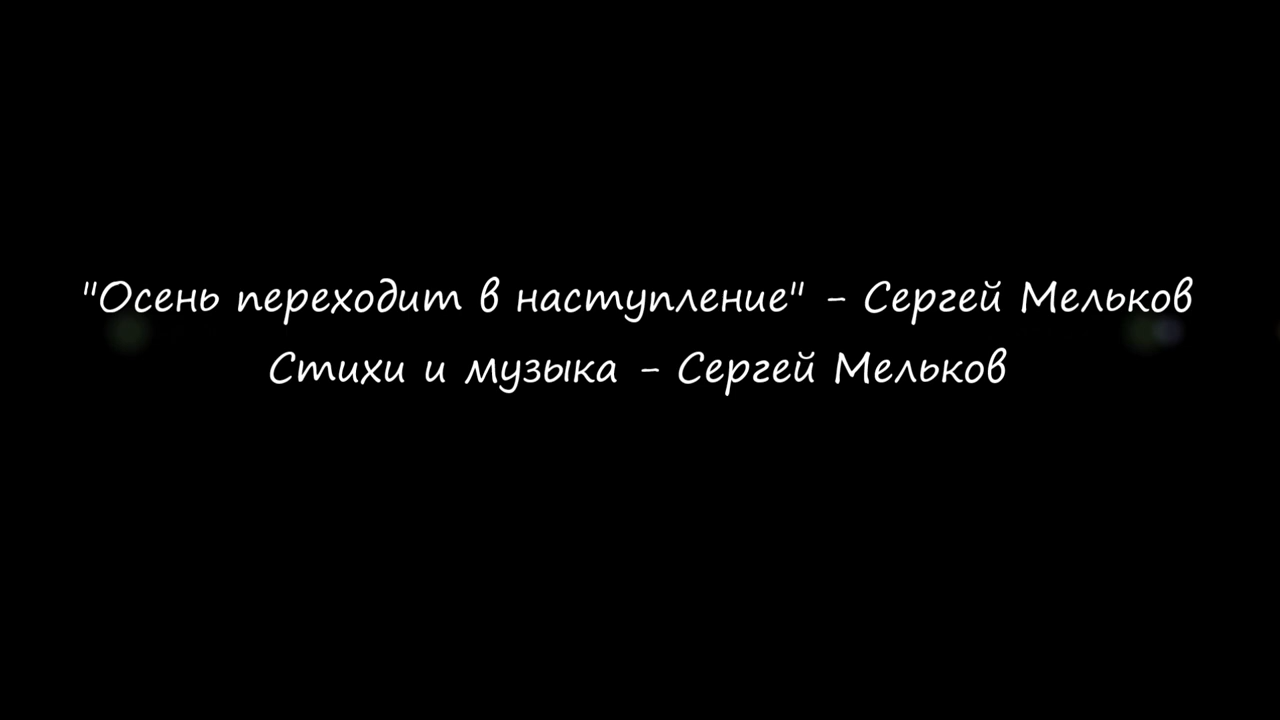 "Осень переходит в наступление" - Сергей Мельков
Стихи и музыка - Сергей Мельков